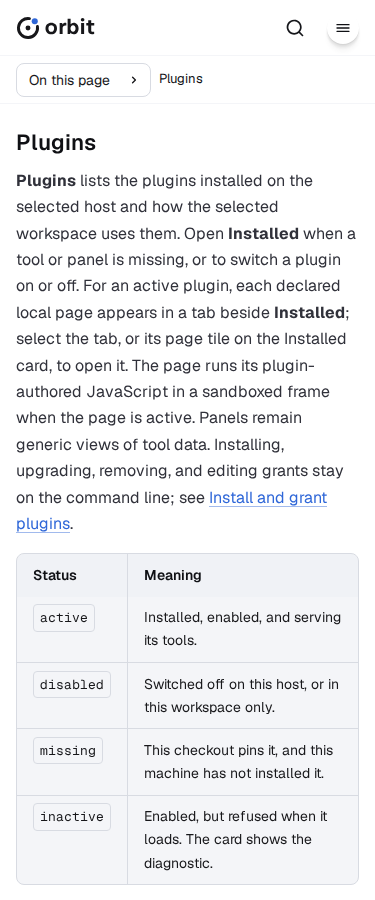 orbit
On this page
Plugins
Plugins
Plugins lists the plugins installed on the
selected host and how the selected
workspace uses them. Open Installed when a
tool or panel is missing, or to switch a plugin
on or off. For an active plugin, each declared
local page appears in a tab beside Installed;
select the tab, or its page tile on the Installed
card, to open it. The page runs its plugin-
authored JavaScript in a sandboxed frame
when the page is active. Panels remain
generic views of tool data. Installing,
upgrading, removing, and editing grants stay
on the command line; see Install and grant
plugins.
Status Meaning
active Installed, enabled, and serving
its tools.
disabled Switched off on this host, or in
this workspace only.
missing This checkout pins it, and this
machine has not installed it.
inactive Enabled, but refused when it
loads. The card shows the
diagnostic.